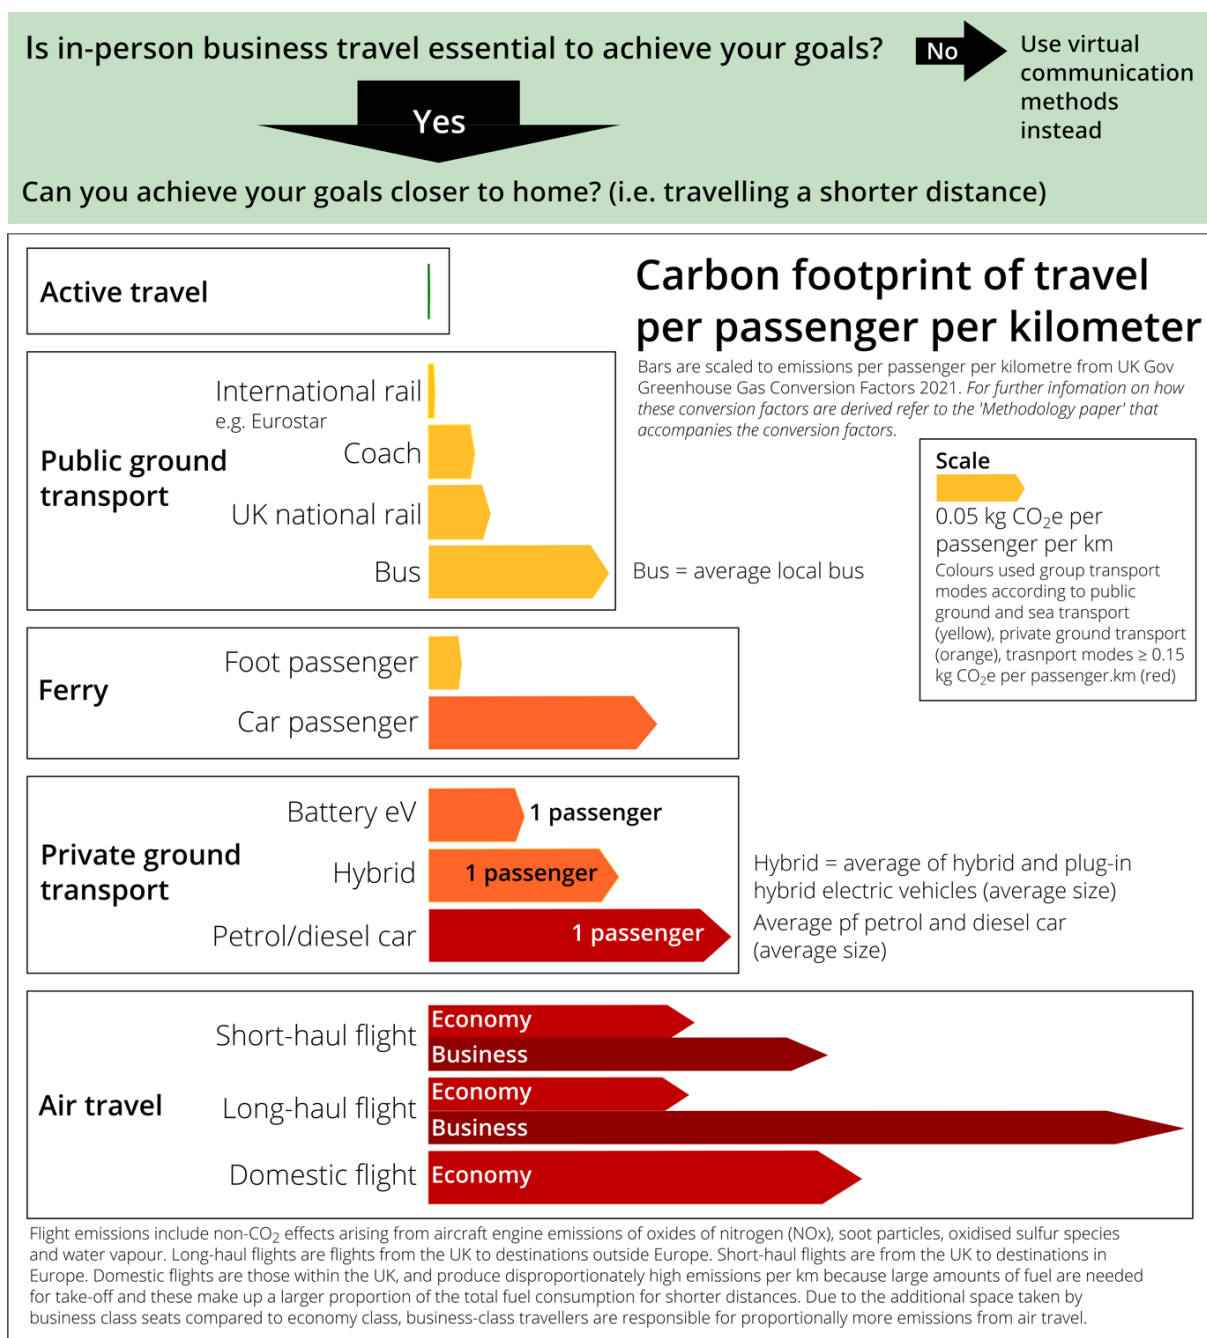 Is in-person business travel essential to achieve your goals?
No
Use virtual
communication
methods
instead
Yes
Can you achieve your goals closer to home? (i.e. travelling a shorter distance)
Active travel
Carbon footprint of travel
per passenger per kilometer
Bars are scaled to emissions per passenger per kilometre from UK Gov
Greenhouse Gas Conversion Factors 2021. For further infomation on how
these conversion factors are derived refer to the 'Methodology paper' that
accompanies the conversion factors.
Public ground
transport
International rail
e.g. Eurostar
Coach
UK national rail
Bus
Bus = average local bus
Scale
0.05 kg CO₂e per
passenger per km
Colours used group transport
modes according to public
ground and sea transport
(yellow), private ground transport
(orange), trasnport modes ≥ 0.15
kg CO₂e per passenger.km (red)
Ferry
Foot passenger
Car passenger
Private ground
transport
Battery eV
1 passenger
Hybrid
1 passenger
Hybrid = average of hybrid and plug-in
hybrid electric vehicles (average size)
Petrol/diesel car
1 passenger
Average pf petrol and diesel car
(average size)
Air travel
Short-haul flight
Economy
Business
Long-haul flight
Economy
Business
Domestic flight
Economy
Flight emissions include non-CO₂ effects arising from aircraft engine emissions of oxides of nitrogen (NOx), soot particles, oxidised sulfur species
and water vapour. Long-haul flights are flights from the UK to destinations outside Europe. Short-haul flights are from the UK to destinations in
Europe. Domestic flights are those within the UK, and produce disproportionately high emissions per km because large amounts of fuel are needed
for take-off and these make up a larger proportion of the total fuel consumption for shorter distances. Due to the additional space taken by
business class seats compared to economy class, business-class travellers are responsible for proportionally more emissions from air travel.